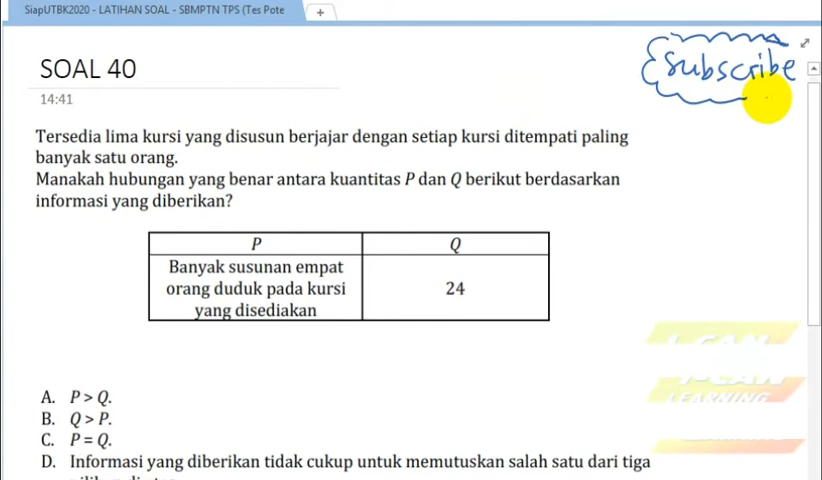 SiapUTBK2020 - LATIHAN SOAL - SBMPTN TPS (Tes Pote
Subscribe
SOAL 40
14:41
Tersedia lima kursi yang disusun berjajar dengan setiap kursi ditempati paling
banyak satu orang.
Manakah hubungan yang benar antara kuantitas P dan Q berikut berdasarkan
informasi yang diberikan?
P Q
Banyak susunan empat
orang duduk pada kursi 24
yang disediakan
I-CAN
I-CAN
LEARNING
A. P > Q.
B. Q > P.
C. P = Q.
D. Informasi yang diberikan tidak cukup untuk memutuskan salah satu dari tiga